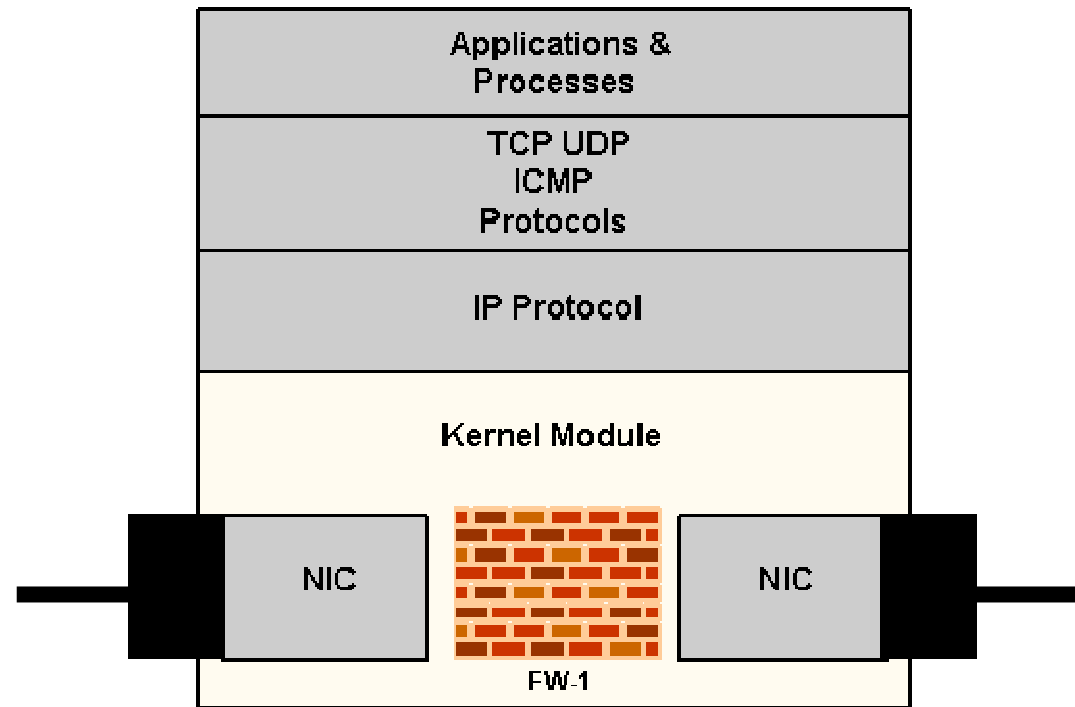 Applications &
Processes
TCP UDP
ICMP
Protocols
IP Protocol
Kernel Module
NIC
NIC
FW-1